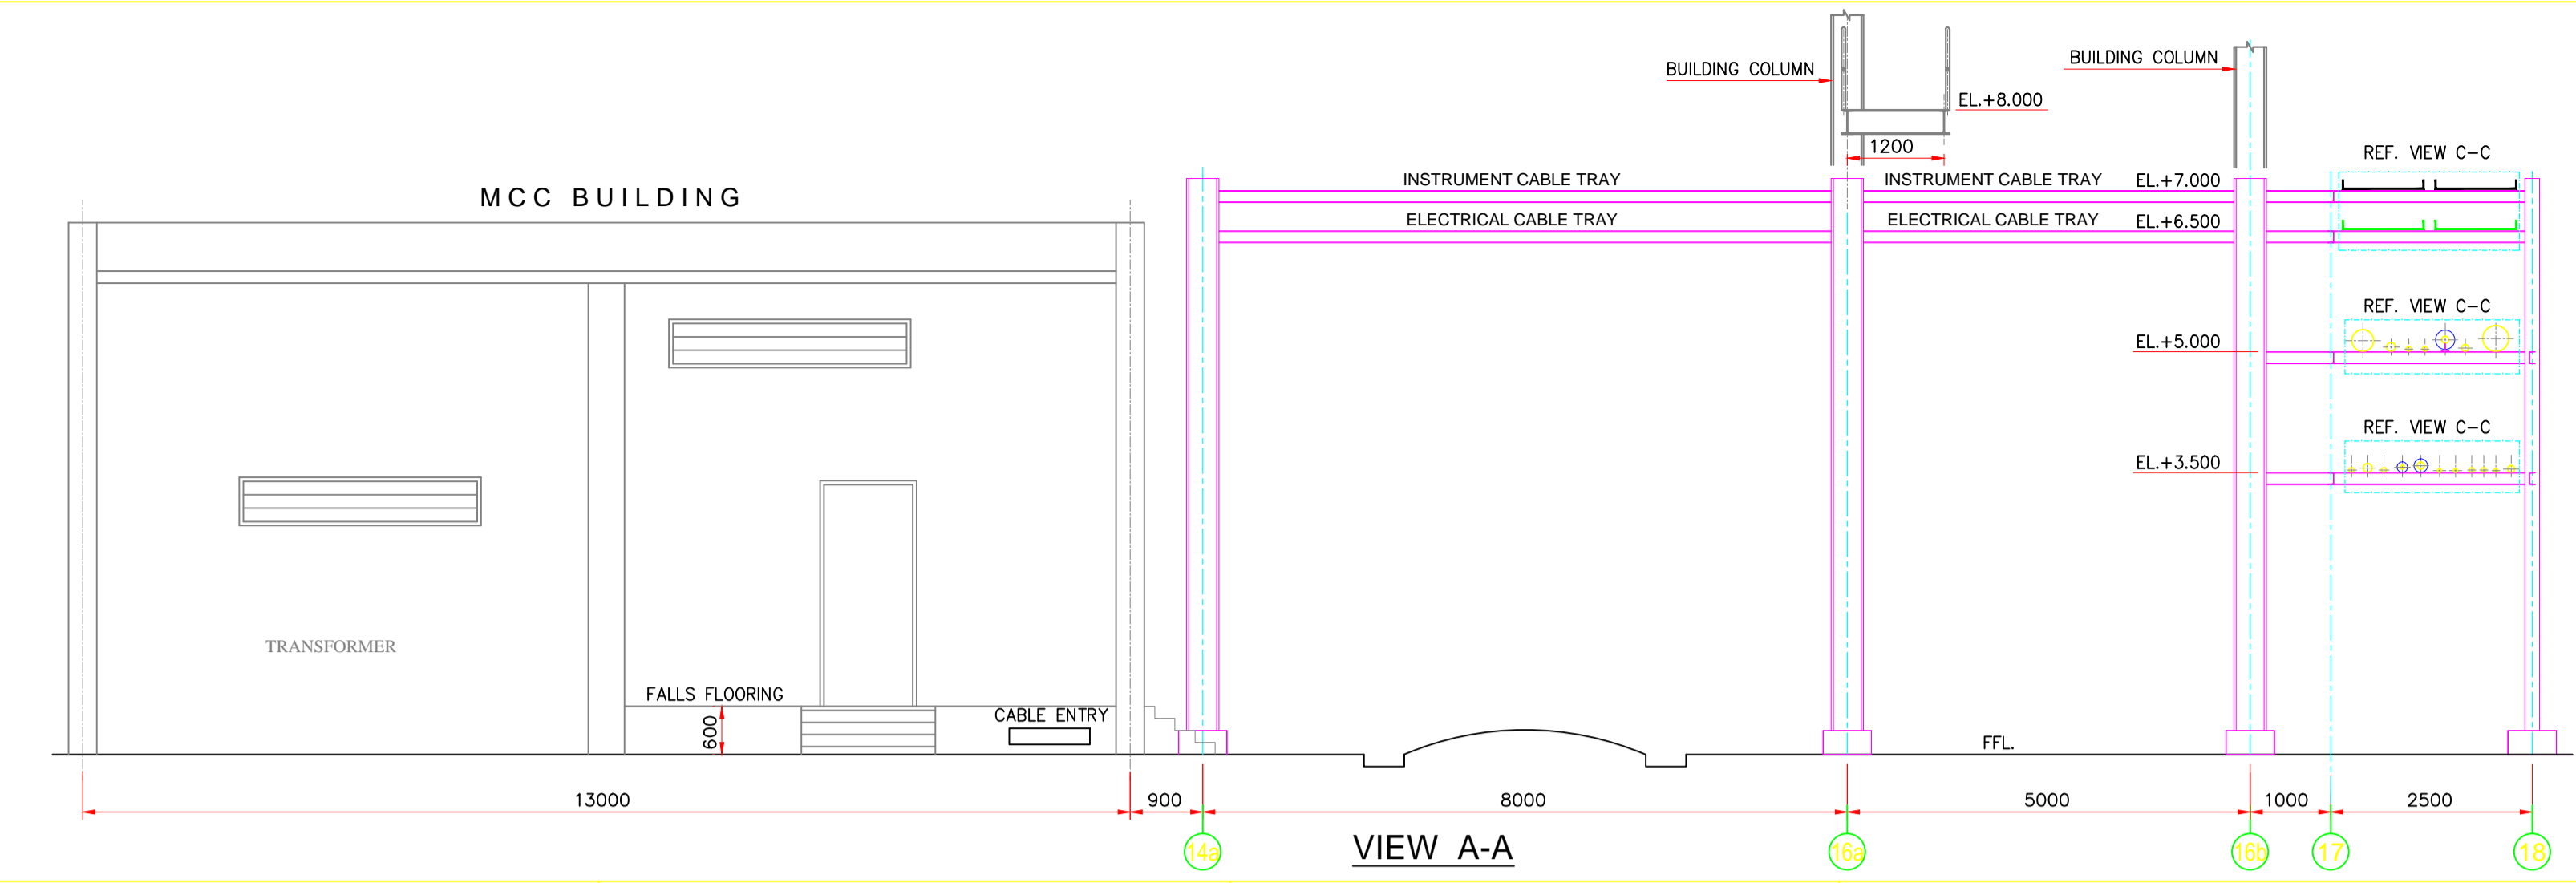 BUILDING COLUMN
BUILDING COLUMN
EL.+8.000
1200
REF. VIEW C-C
MCC BUILDING
INSTRUMENT CABLE TRAY
INSTRUMENT CABLE TRAY
EL.+7.000
ELECTRICAL CABLE TRAY
ELECTRICAL CABLE TRAY
EL.+6.500
REF. VIEW C-C
EL.+5.000
REF. VIEW C-C
EL.+3.500
TRANSFORMER
FALLS FLOORING
600
CABLE ENTRY
FFL.
13000
900
8000
5000
1000
2500
VIEW A-A
14a
16a
16b
17
18